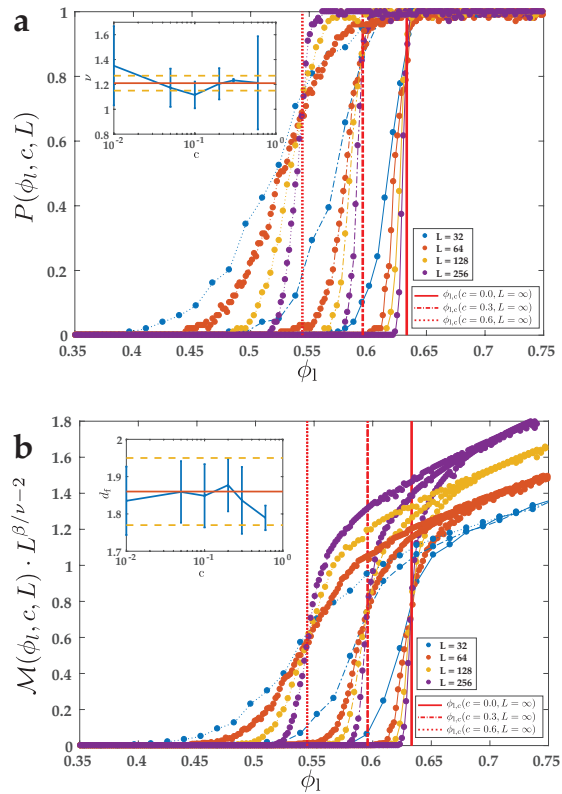 a
P(ϕl, c, L)
1
0.8
0.6
0.4
0.2
0
0.35 0.4 0.45 0.5 0.55 0.6 0.65 0.7 0.75
ϕl
ν
1.6
1.4
1.2
1
0.8
10^-2 10^-1 10^0
c
L = 32
L = 64
L = 128
L = 256
ϕl,c(c = 0.0, L = ∞)
ϕl,c(c = 0.3, L = ∞)
ϕl,c(c = 0.6, L = ∞)
b
M(ϕl, c, L) · L^β/ν−2
1.8
1.6
1.4
1.2
1
0.8
0.6
0.4
0.2
0
0.35 0.4 0.45 0.5 0.55 0.6 0.65 0.7 0.75
ϕl
df
2
1.9
1.8
1.7
10^-2 10^-1 10^0
c
L = 32
L = 64
L = 128
L = 256
ϕl,c(c = 0.0, L = ∞)
ϕl,c(c = 0.3, L = ∞)
ϕl,c(c = 0.6, L = ∞)